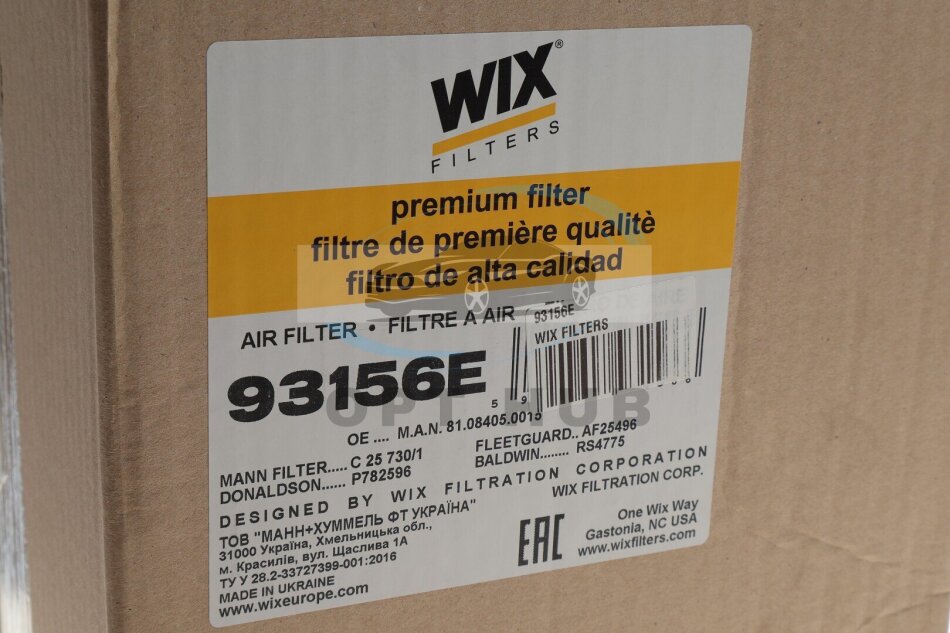 WIX®
FILTERS
premium filter
filtre de première qualitè
filtro de alta calidad
AIR FILTER • FILTRE A AIR
93156E
WIX FILTERS
93156E
5 9
OPT HUB
OE .... M.A.N. 81.08405.0015
MANN FILTER..... C 25 730/1
FLEETGUARD.. AF25496
DONALDSON...... P782596
BALDWIN........ RS4775
DESIGNED BY WIX FILTRATION CORPORATION
WIX FILTRATION CORP.
ТОВ "МАНН+ХУММЕЛЬ ФТ УКРАЇНА"
31000 Україна, Хмельницька обл.,
м. Красилів, вул. Щаслива 1А
ТУ У 28.2-33727399-001:2016
MADE IN UKRAINE
www.wixeurope.com
EAC
One Wix Way
Gastonia, NC USA
www.wixfilters.com